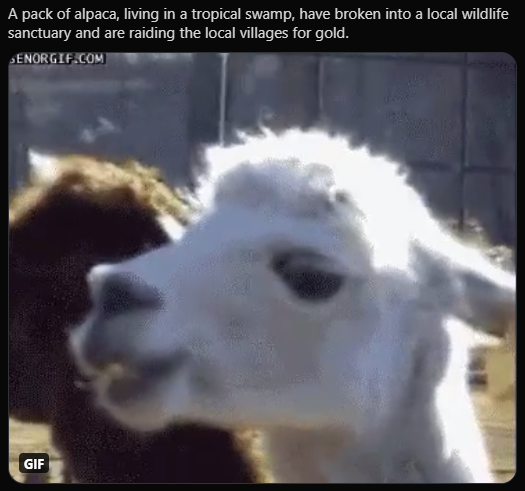 A pack of alpaca, living in a tropical swamp, have broken into a local wildlife
sanctuary and are raiding the local villages for gold.
SENORGIF.COM
GIF